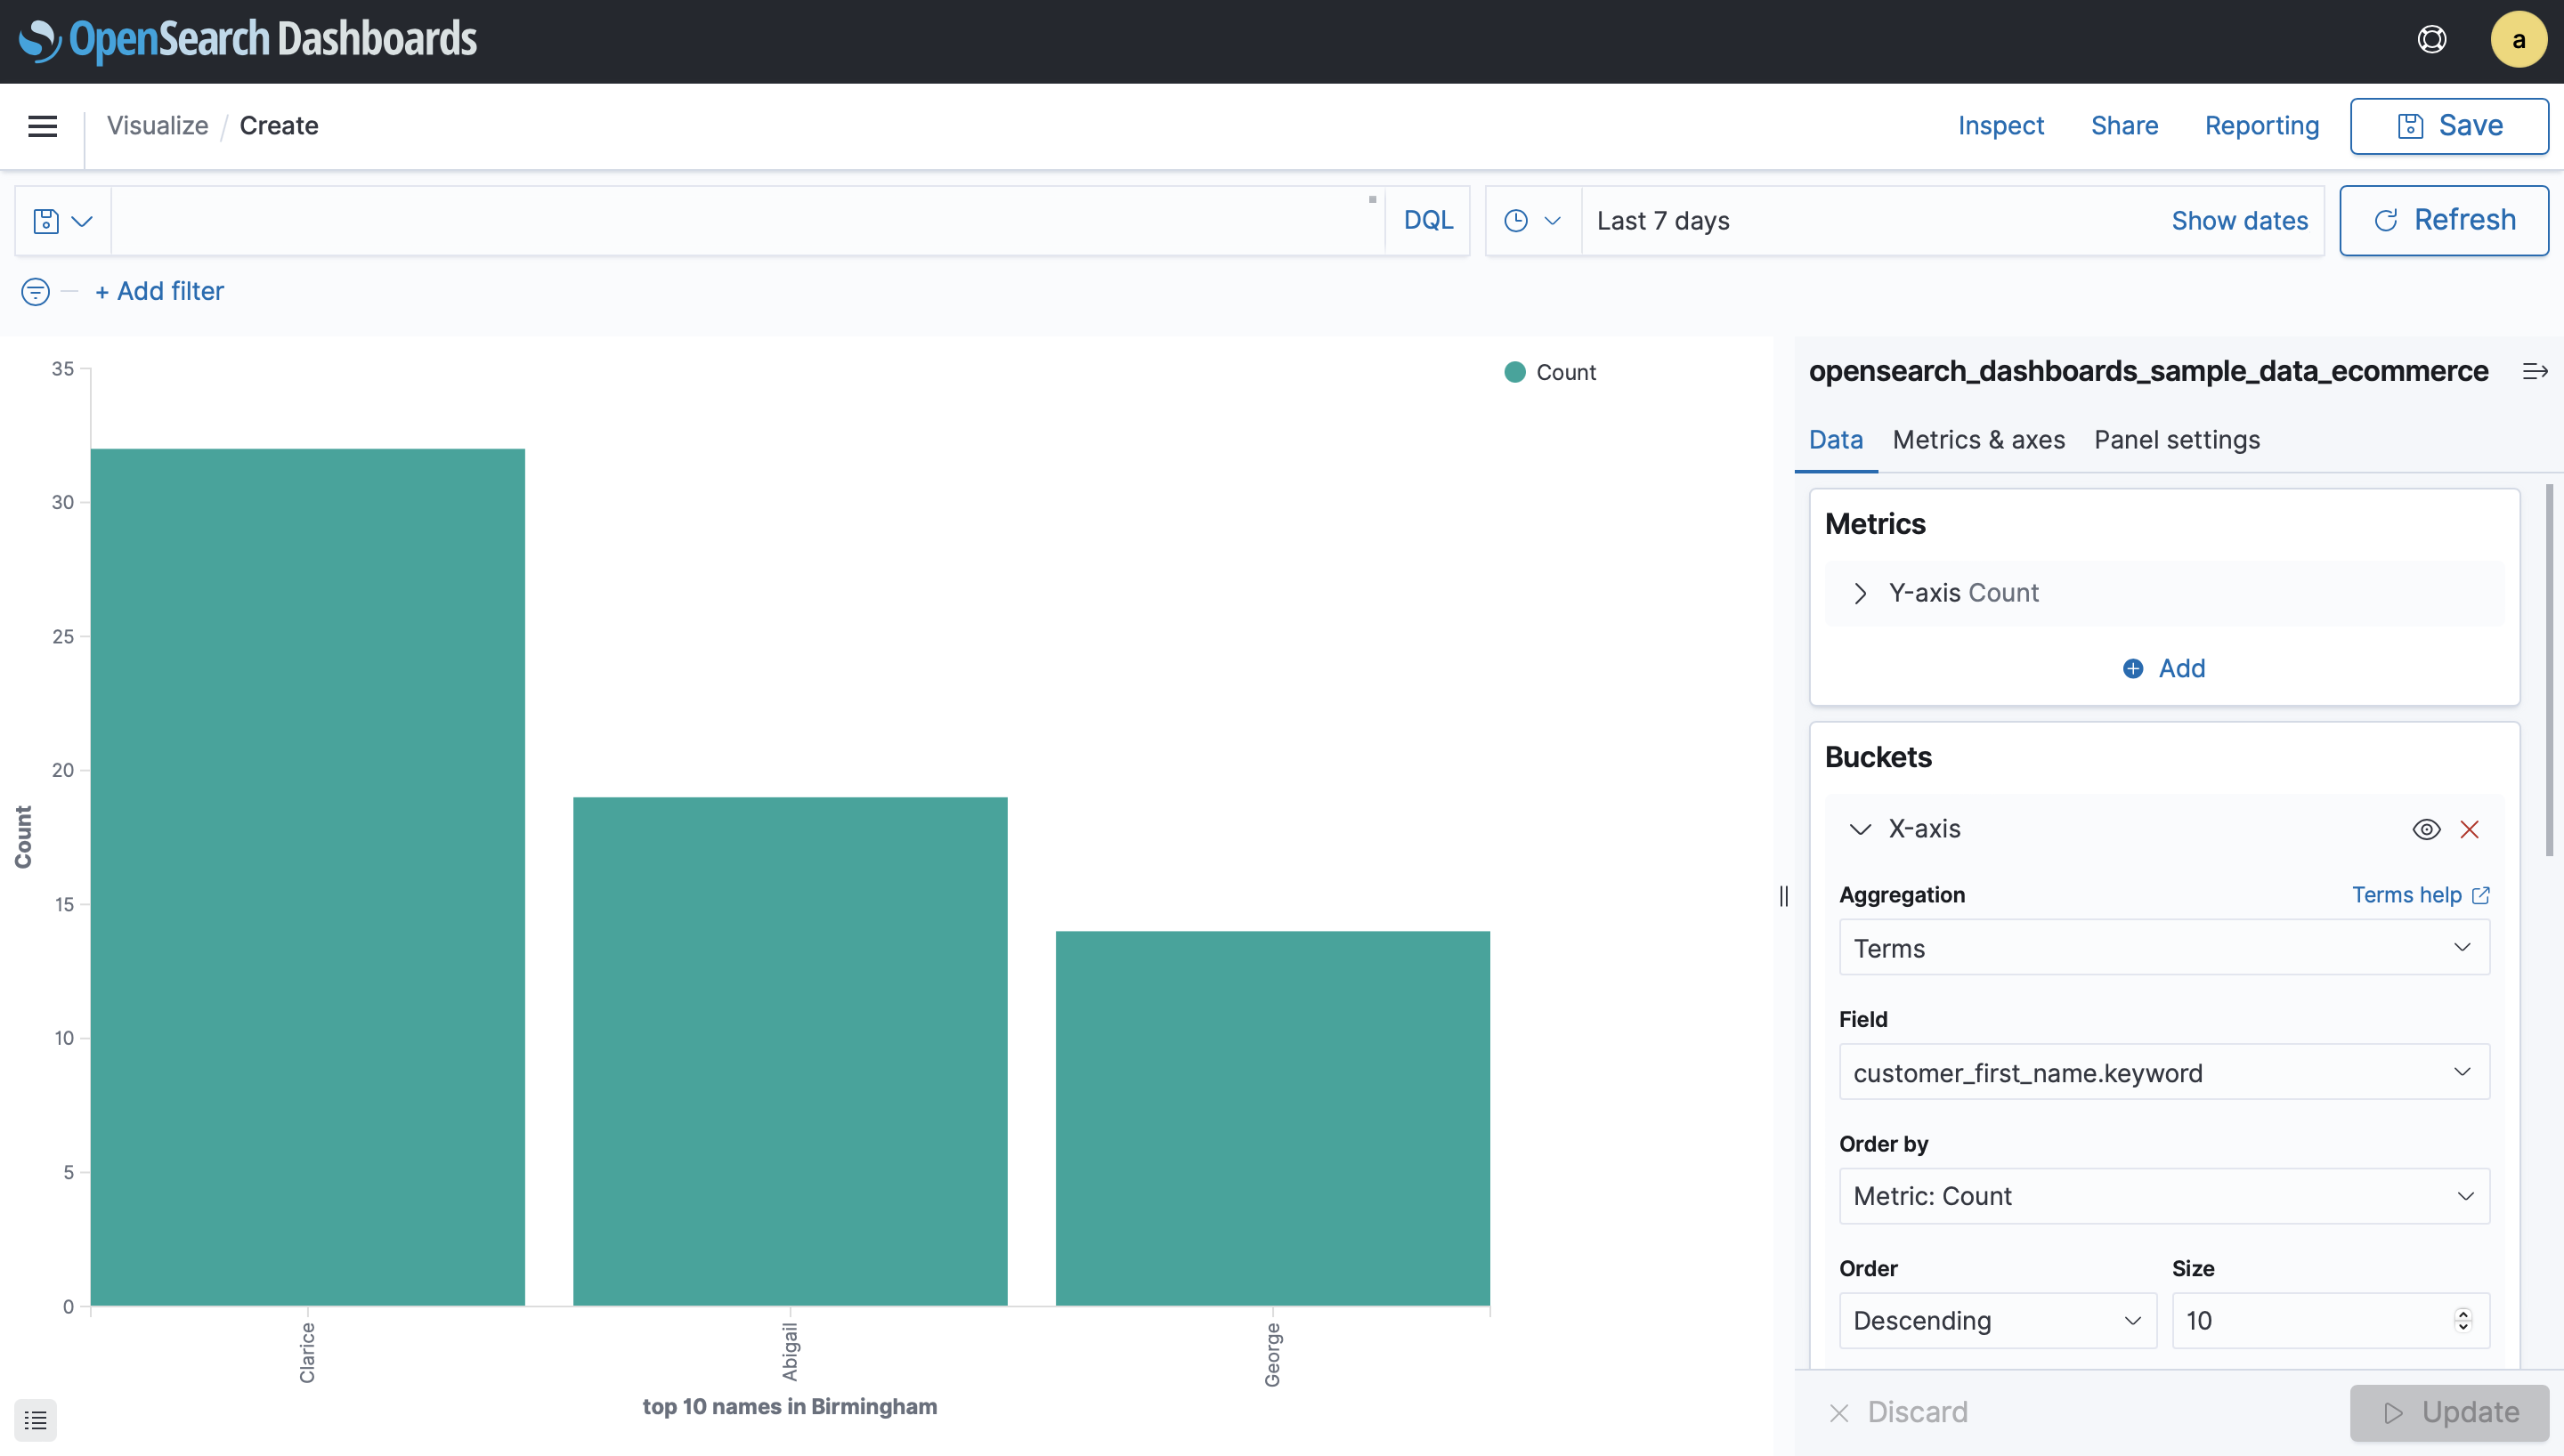 OpenSearch Dashboards
a
Visualize / Create
Inspect
Share
Reporting
Save
DQL
Last 7 days
Show dates
Refresh
+ Add filter
35
30
25
20
15
10
5
0
Count
Clarice
Abigail
George
top 10 names in Birmingham
Count
opensearch_dashboards_sample_data_ecommerce
Data
Metrics & axes
Panel settings
Metrics
Y-axis Count
Add
Buckets
X-axis
Aggregation
Terms help
Terms
Field
customer_first_name.keyword
Order by
Metric: Count
Order
Size
Descending
10
Discard
Update